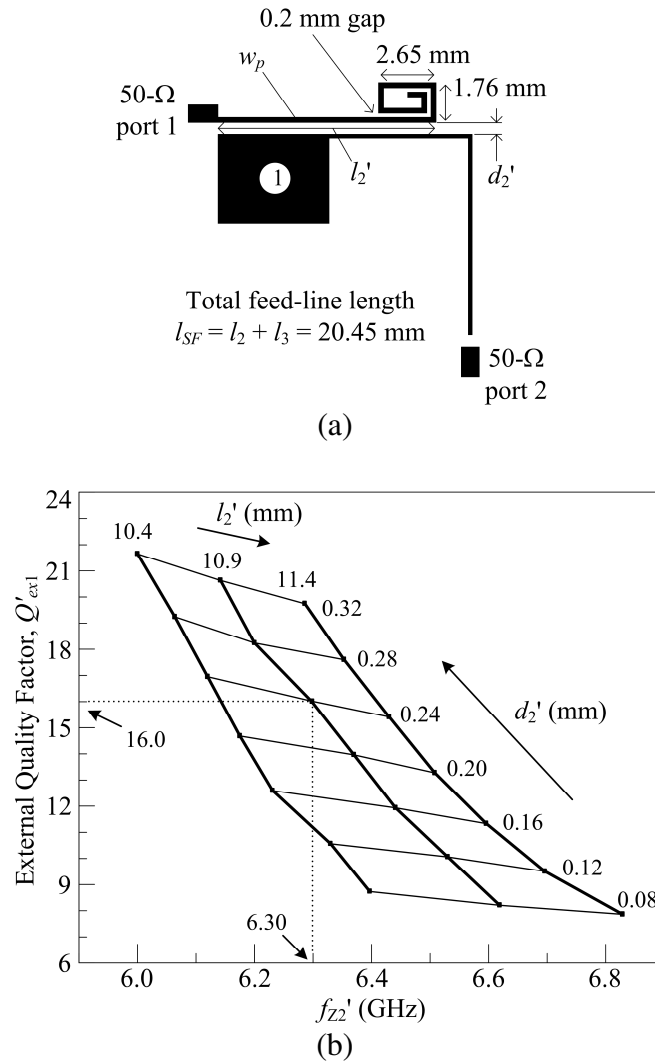 0.2 mm gap
2.65 mm
w_p
1.76 mm
50-Ω
port 1
l_2'
d_2'
1
Total feed-line length
l_SF = l_2 + l_3 = 20.45 mm
50-Ω
port 2
(a)
External Quality Factor, Q'_ex1
24
21
18
15
12
9
6
l_2' (mm)
10.4
10.9
11.4
0.32
0.28
0.24
0.20
0.16
0.12
0.08
d_2' (mm)
16.0
6.30
6.0
6.2
6.4
6.6
6.8
f_Z2' (GHz)
(b)